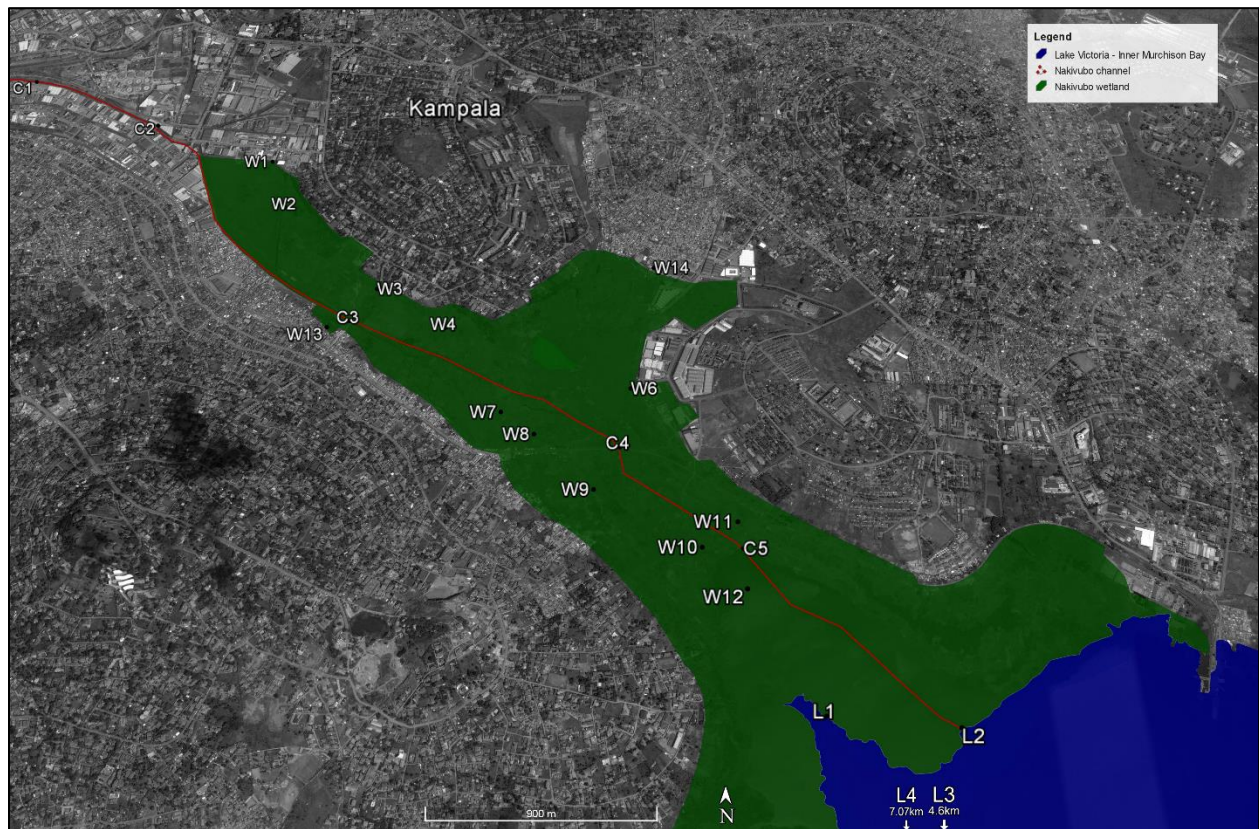 Legend
Lake Victoria - Inner Murchison Bay
Nakivubo channel
Nakivubo wetland
C1
Kampala
C2
W1
W2
W14
W3
C3
W4
W13
W6
W7
W8
C4
W9
W11
W10
C5
W12
L1
L2
L4
7.07km
L3
4.6km
900 m
N